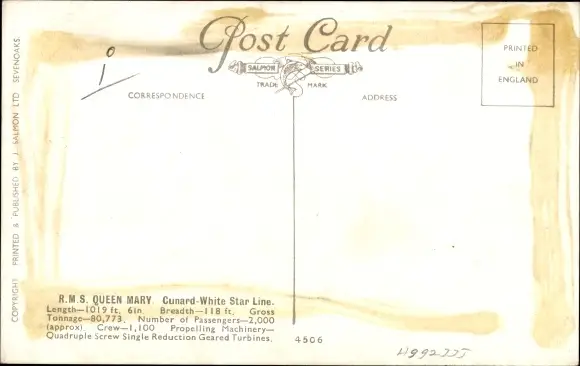 Post Card
SALMON SERIES
TRADE MARK
PRINTED
IN
ENGLAND
CORRESPONDENCE
ADDRESS
COPYRIGHT PRINTED & PUBLISHED BY J. SALMON LTD SEVENOAKS.
R.M.S. QUEEN MARY Cunard-White Star Line.
Length—1019 ft. 6in. Breadth—118 ft. Gross
Tonnage—80,773. Number of Passengers—2,000
(approx). Crew—1,100 Propelling Machinery—
Quadruple Screw Single Reduction Geared Turbines.
4506